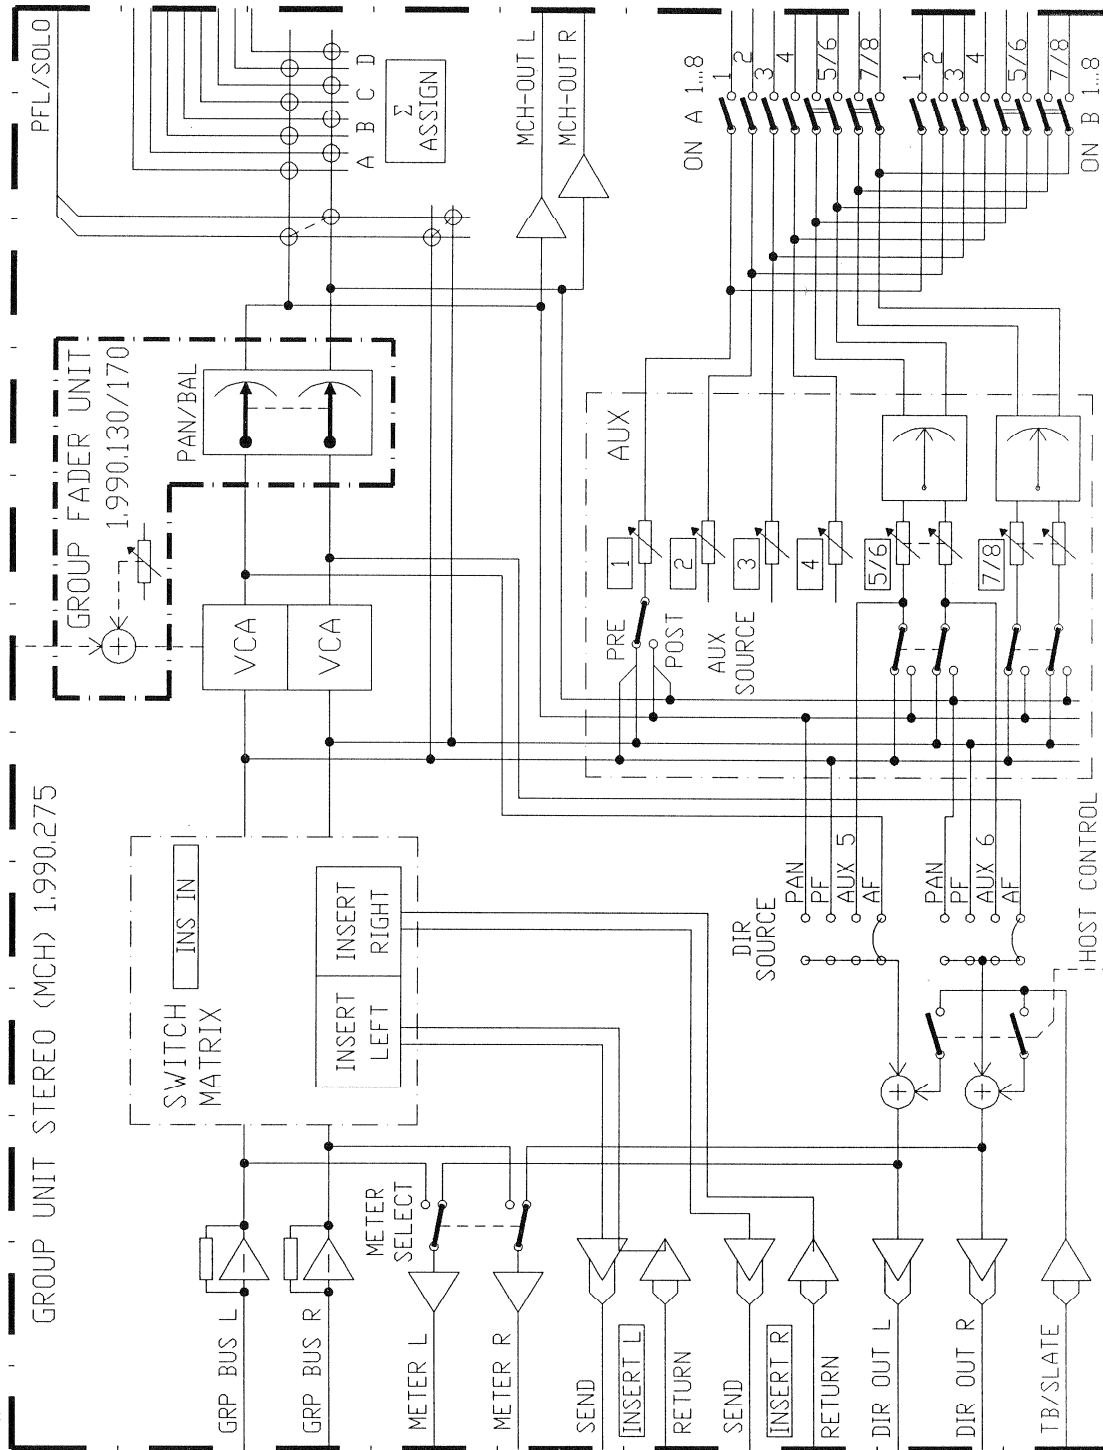 GROUP UNIT STEREO (MCH) 1.990.275
GROUP FADER UNIT
1.990.130/170
PFL/SOLO
SWITCH
MATRIX
INS IN
INSERT
LEFT
INSERT
RIGHT
VCA
VCA
PAN/BAL
A B C D
Σ
ASSIGN
GRP BUS L
GRP BUS R
METER
SELECT
METER L
METER R
MCH-OUT L
MCH-OUT R
SEND
INSERT L
RETURN
SEND
INSERT R
RETURN
DIR OUT L
DIR OUT R
TB/SLATE
DIR
SOURCE
PAN
PF
AUX 5
AF
PAN
PF
AUX 6
AF
HOST CONTROL
AUX
PRE
POST
AUX
SOURCE
1
2
3
4
5/6
7/8
ON A 1...8
1
2
3
4
5/6
7/8
ON B 1...8
1
2
3
4
5/6
7/8